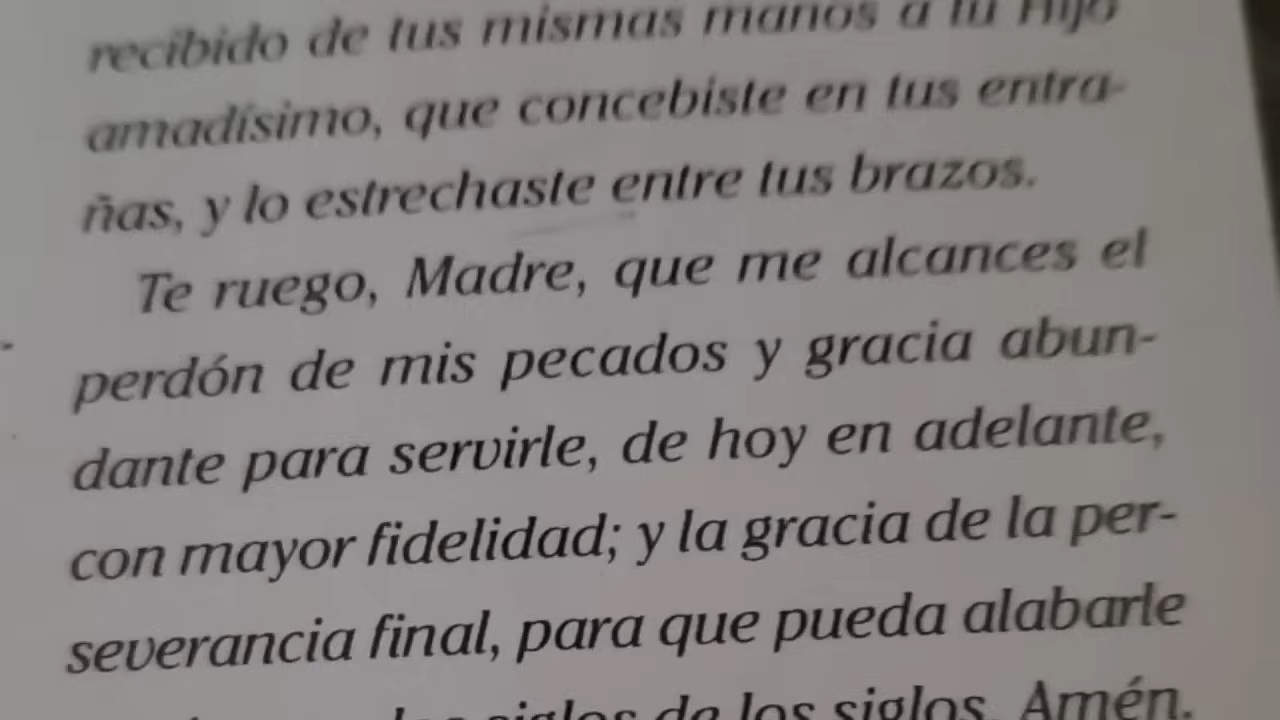 recibido de tus mismas manos a tu Hijo
amadísimo, que concebiste en tus entra-
ñas, y lo estrechaste entre tus brazos.
Te ruego, Madre, que me alcances el
perdón de mis pecados y gracia abun-
dante para servirle, de hoy en adelante,
con mayor fidelidad; y la gracia de la per-
severancia final, para que pueda alabarle
los siglos de los siglos. Amén.